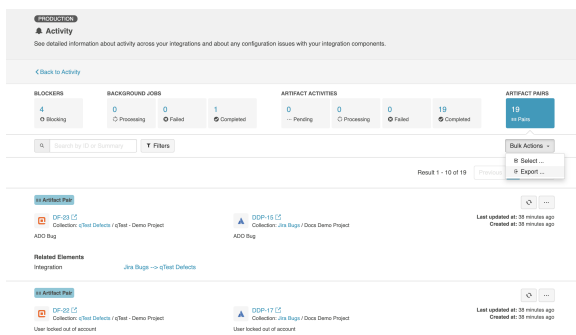 PRODUCTION
Activity
See detailed information about activity across your integrations and about any configuration issues with your integration components.
Back to Activity
BLOCKERS
BACKGROUND JOBS
ARTIFACT ACTIVITIES
ARTIFACT PAIRS
4
0
0
1
0
0
0
19
19
Blocking
Processing
Failed
Completed
Pending
Processing
Failed
Completed
Pairs
Search by ID or Summary
Filters
Bulk Actions
Select ...
Export ...
Result 1 - 10 of 19
Previous
Artifact Pair
DF-23
Collection: qTest Defects / qTest - Demo Project
ADO Bug
DDP-15
Collection: Jira Bugs / Docs Demo Project
ADO Bug
Last updated at: 38 minutes ago
Created at: 38 minutes ago
Related Elements
Integration
Jira Bugs --> qTest Defects
Artifact Pair
DF-22
Collection: qTest Defects / qTest - Demo Project
User locked out of account
DDP-17
Collection: Jira Bugs / Docs Demo Project
User locked out of account
Last updated at: 38 minutes ago
Created at: 38 minutes ago